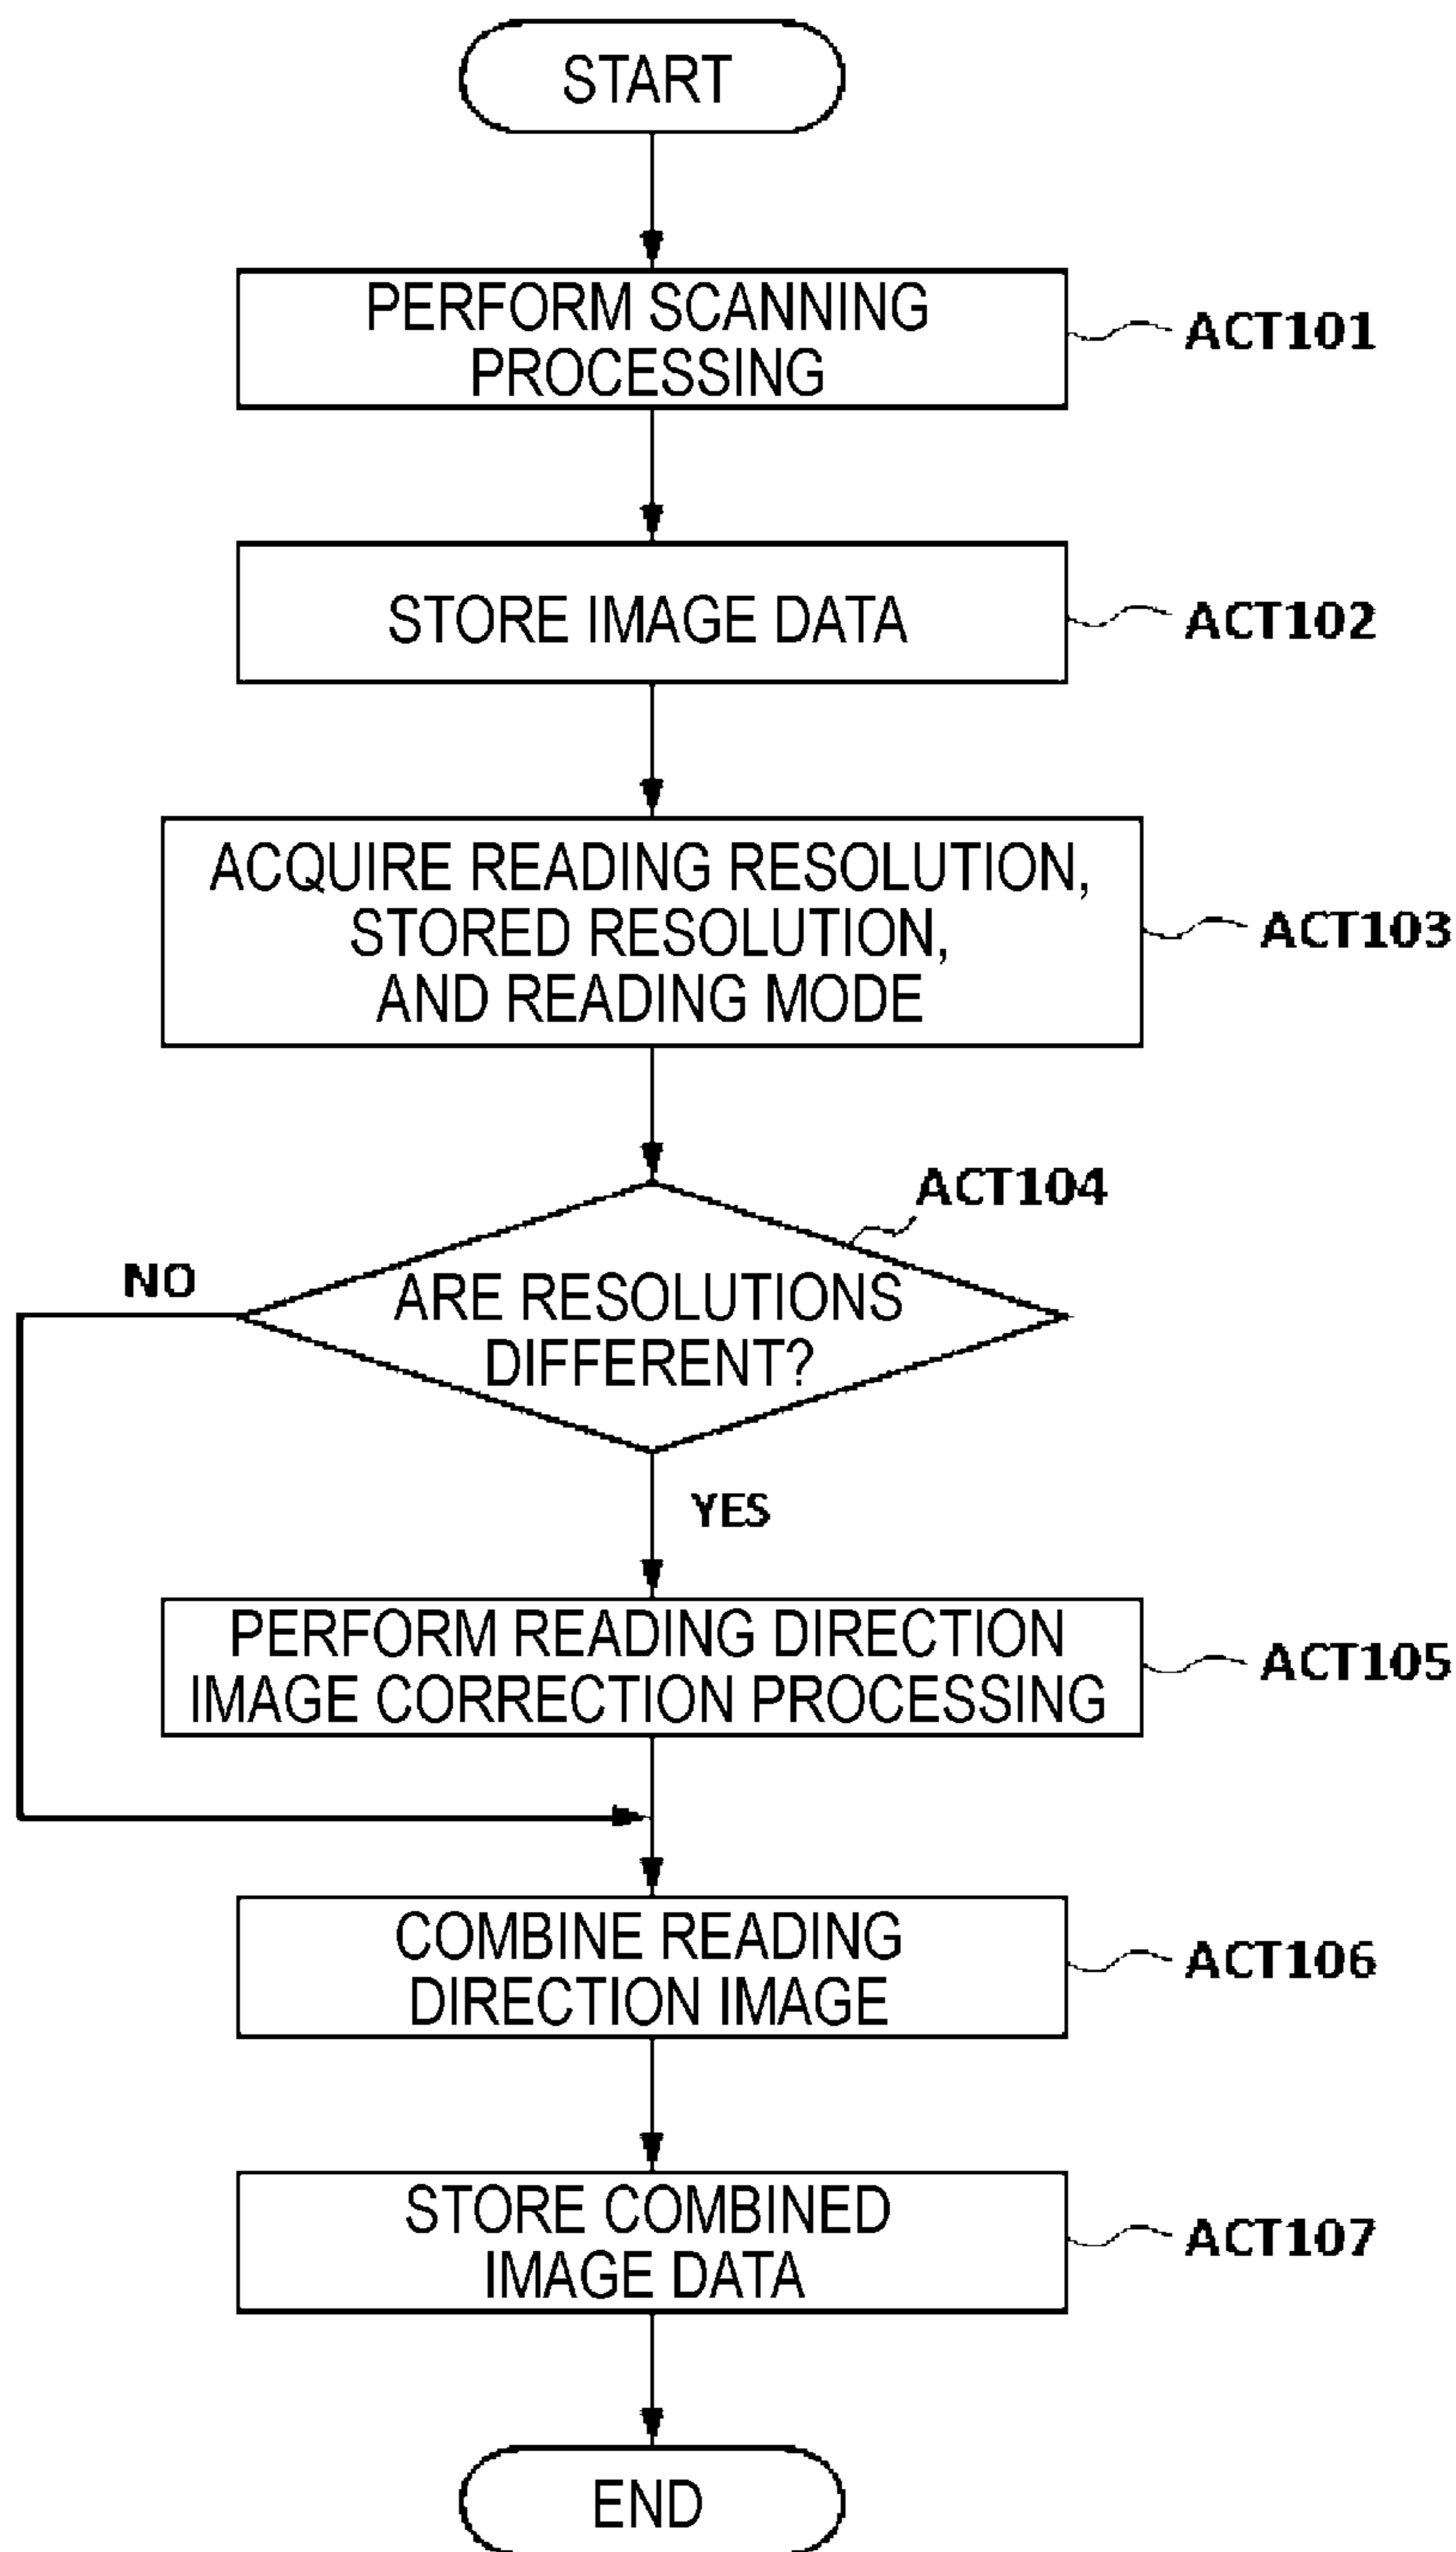 START
PERFORM SCANNING
PROCESSING
ACT101
STORE IMAGE DATA
ACT102
ACQUIRE READING RESOLUTION,
STORED RESOLUTION,
AND READING MODE
ACT103
ACT104
NO
ARE RESOLUTIONS
DIFFERENT?
YES
PERFORM READING DIRECTION
IMAGE CORRECTION PROCESSING
ACT105
COMBINE READING
DIRECTION IMAGE
ACT106
STORE COMBINED
IMAGE DATA
ACT107
END